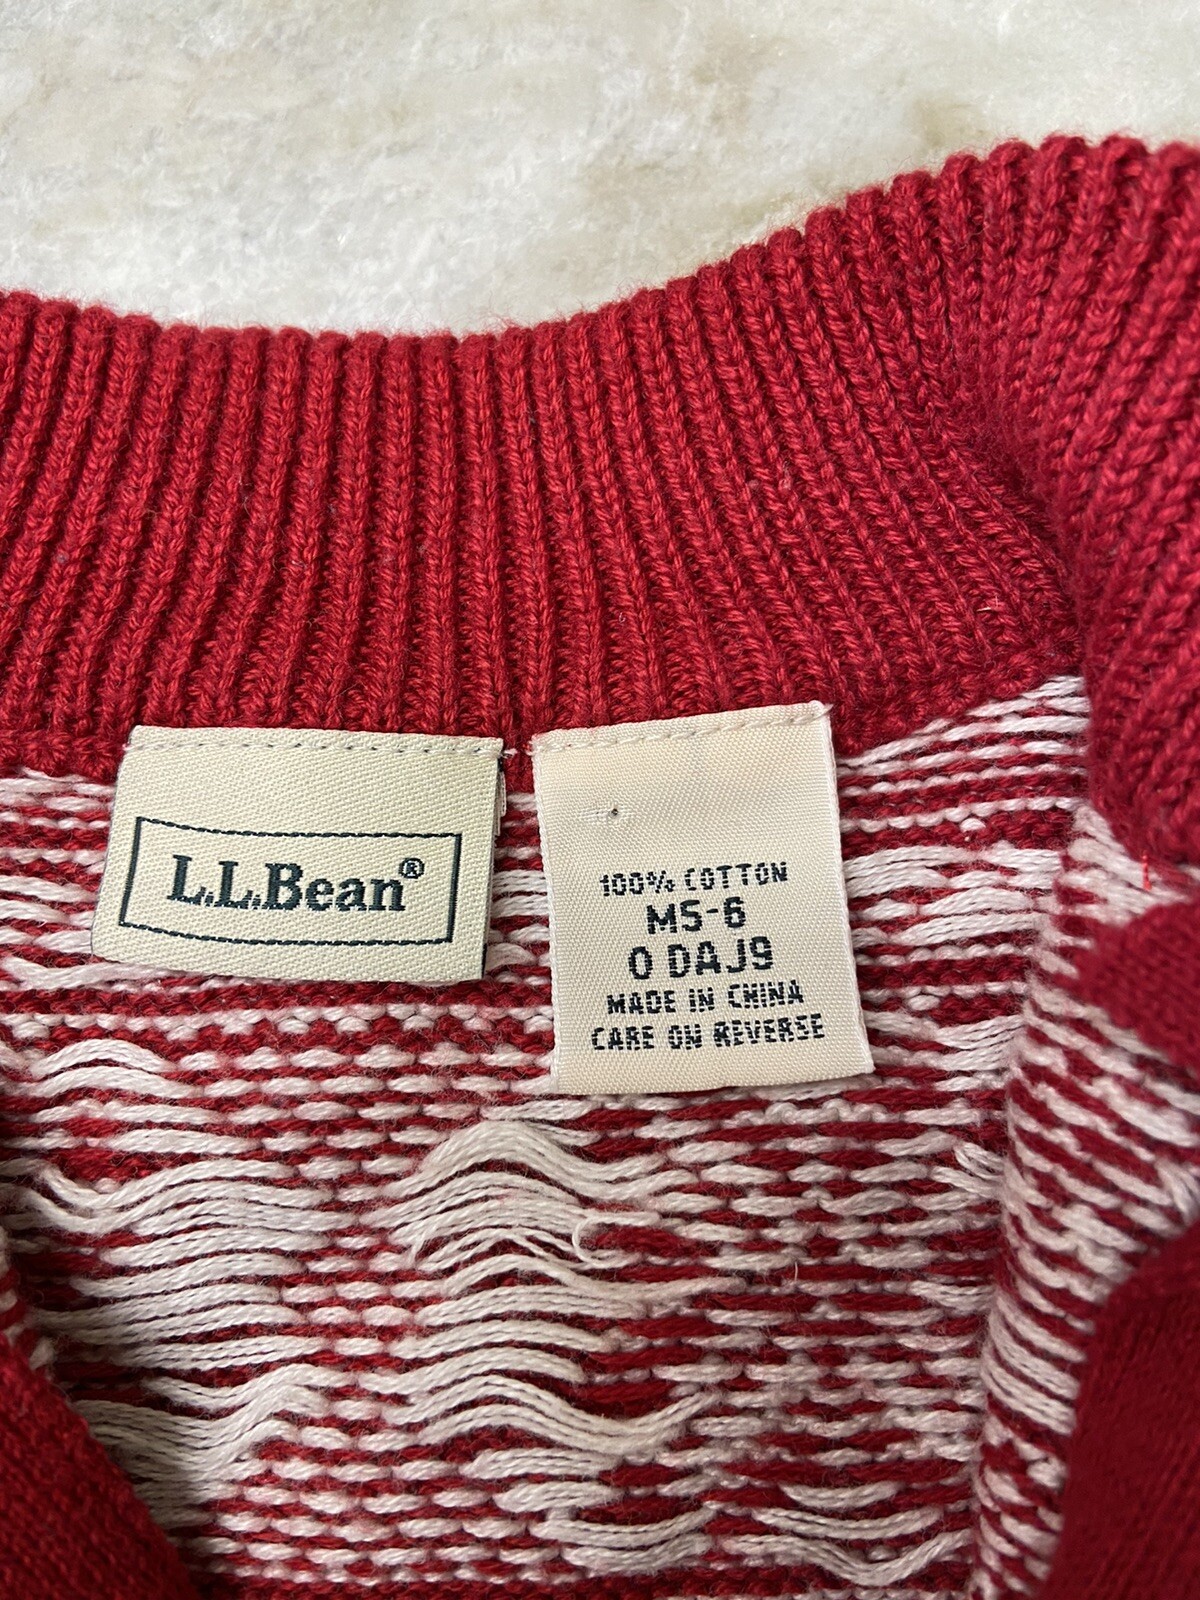 L.L.Bean®
100% COTTON
MS-6
0 DAJ9
MADE IN CHINA
CARE ON REVERSE